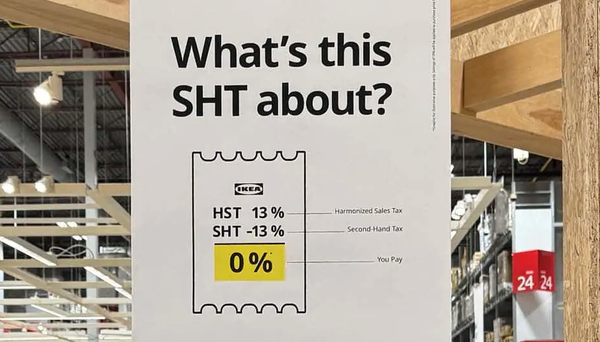 What's this
SHT about?
IKEA
HST 13 % Harmonized Sales Tax
SHT -13 % Second-Hand Tax
0 % You Pay
24 24